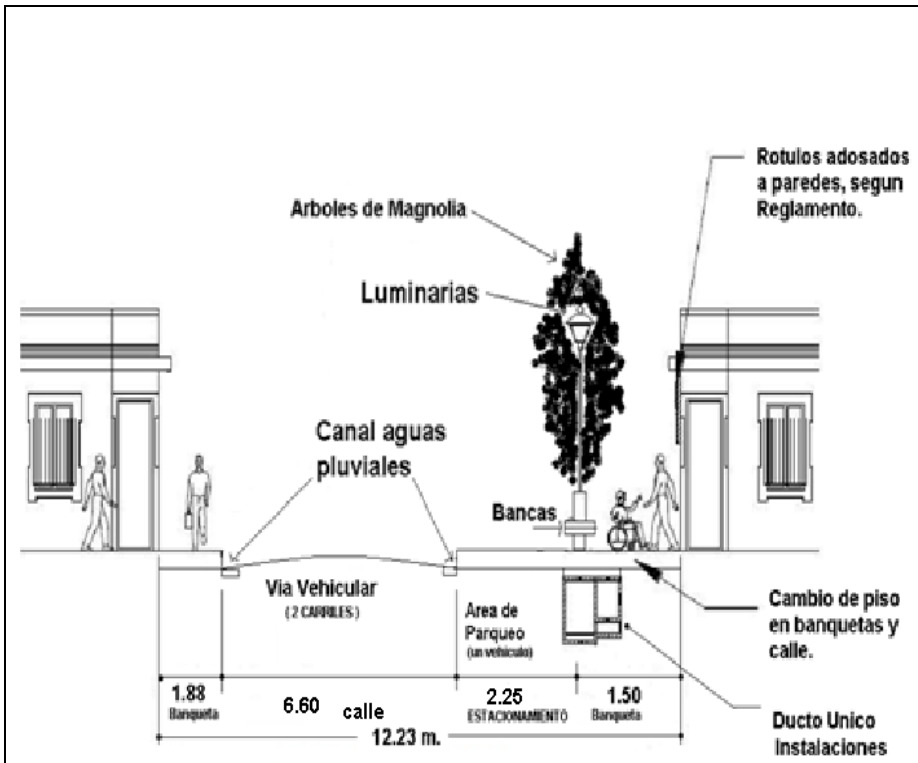 Rotulos adosados
a paredes, segun
Reglamento.
Arboles de Magnolia
Luminarias
Canal aguas
pluviales
Bancas
Via Vehicular
( 2 CARRILES )
Area de
Parqueo
(un vehículo)
Cambio de piso
en banquetas y
calle.
1.88
Banqueta
6.60 calle
2.25
ESTACIONAMIENTO
1.50
Banqueta
12.23 m.
Ducto Unico
Instalaciones